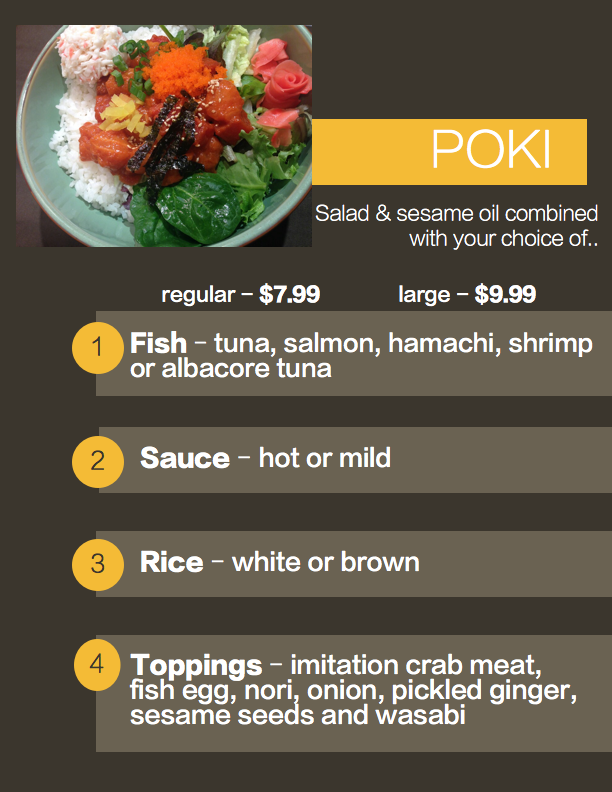 POKI
Salad & sesame oil combined
with your choice of..
regular – $7.99 large – $9.99
1 Fish – tuna, salmon, hamachi, shrimp
or albacore tuna
2 Sauce – hot or mild
3 Rice – white or brown
4 Toppings – imitation crab meat,
fish egg, nori, onion, pickled ginger,
sesame seeds and wasabi